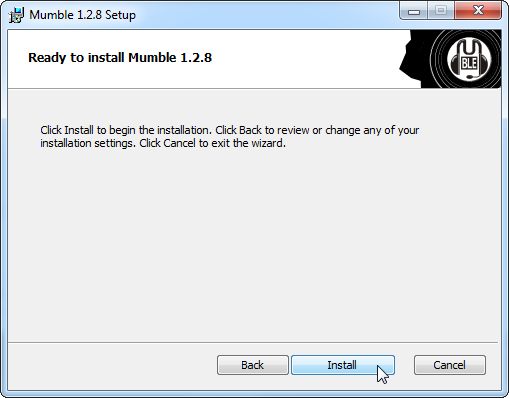 Mumble 1.2.8 Setup
Ready to install Mumble 1.2.8
BLE
Click Install to begin the installation. Click Back to review or change any of your
installation settings. Click Cancel to exit the wizard.
Back
Install
Cancel